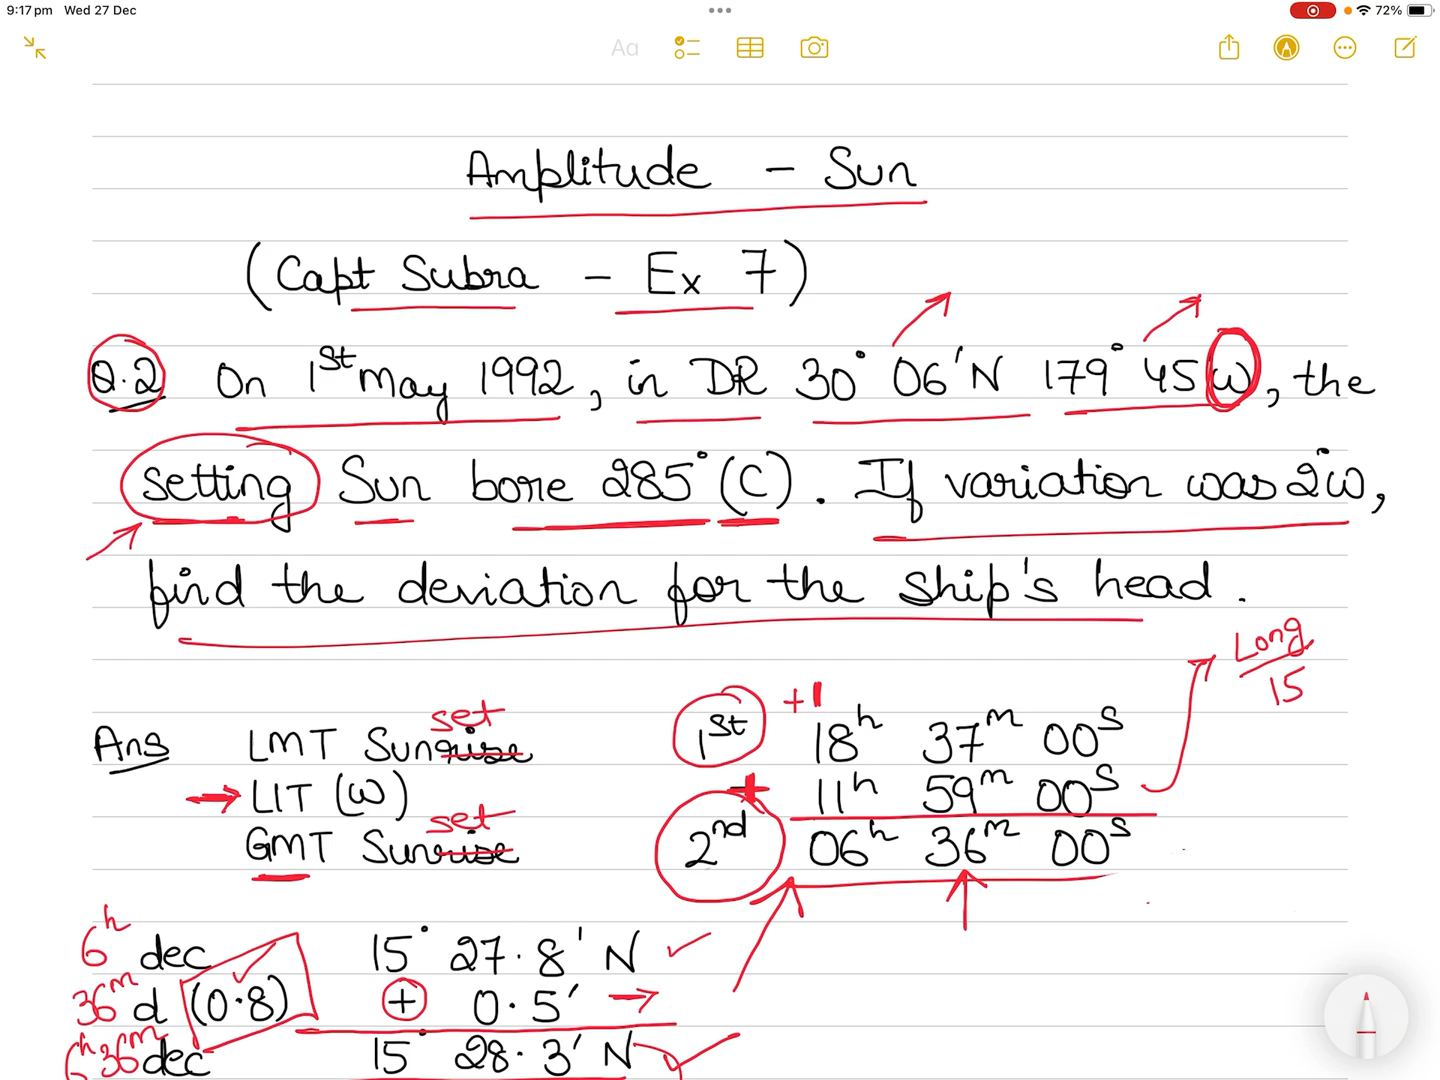 9:17 pm Wed 27 Dec
72%
Aa
Amplitude - Sun
(Capt Subra - Ex 7)
Q.2 On 1st May 1992, in DR 30° 06' N 179° 45 W, the
setting Sun bore 285° (C). If variation was 2°W,
find the deviation for the ship's head.
Long
15
set
+1
Ans LMT Sunrise 1st 18h 37m 00s
LIT (W) + 11h 59m 00s
set
GMT Sunrise 2nd 06h 36m 00s
6h dec 15° 27.8' N
36m d (0.8) + 0.5'
6h 36m dec 15° 28.3' N